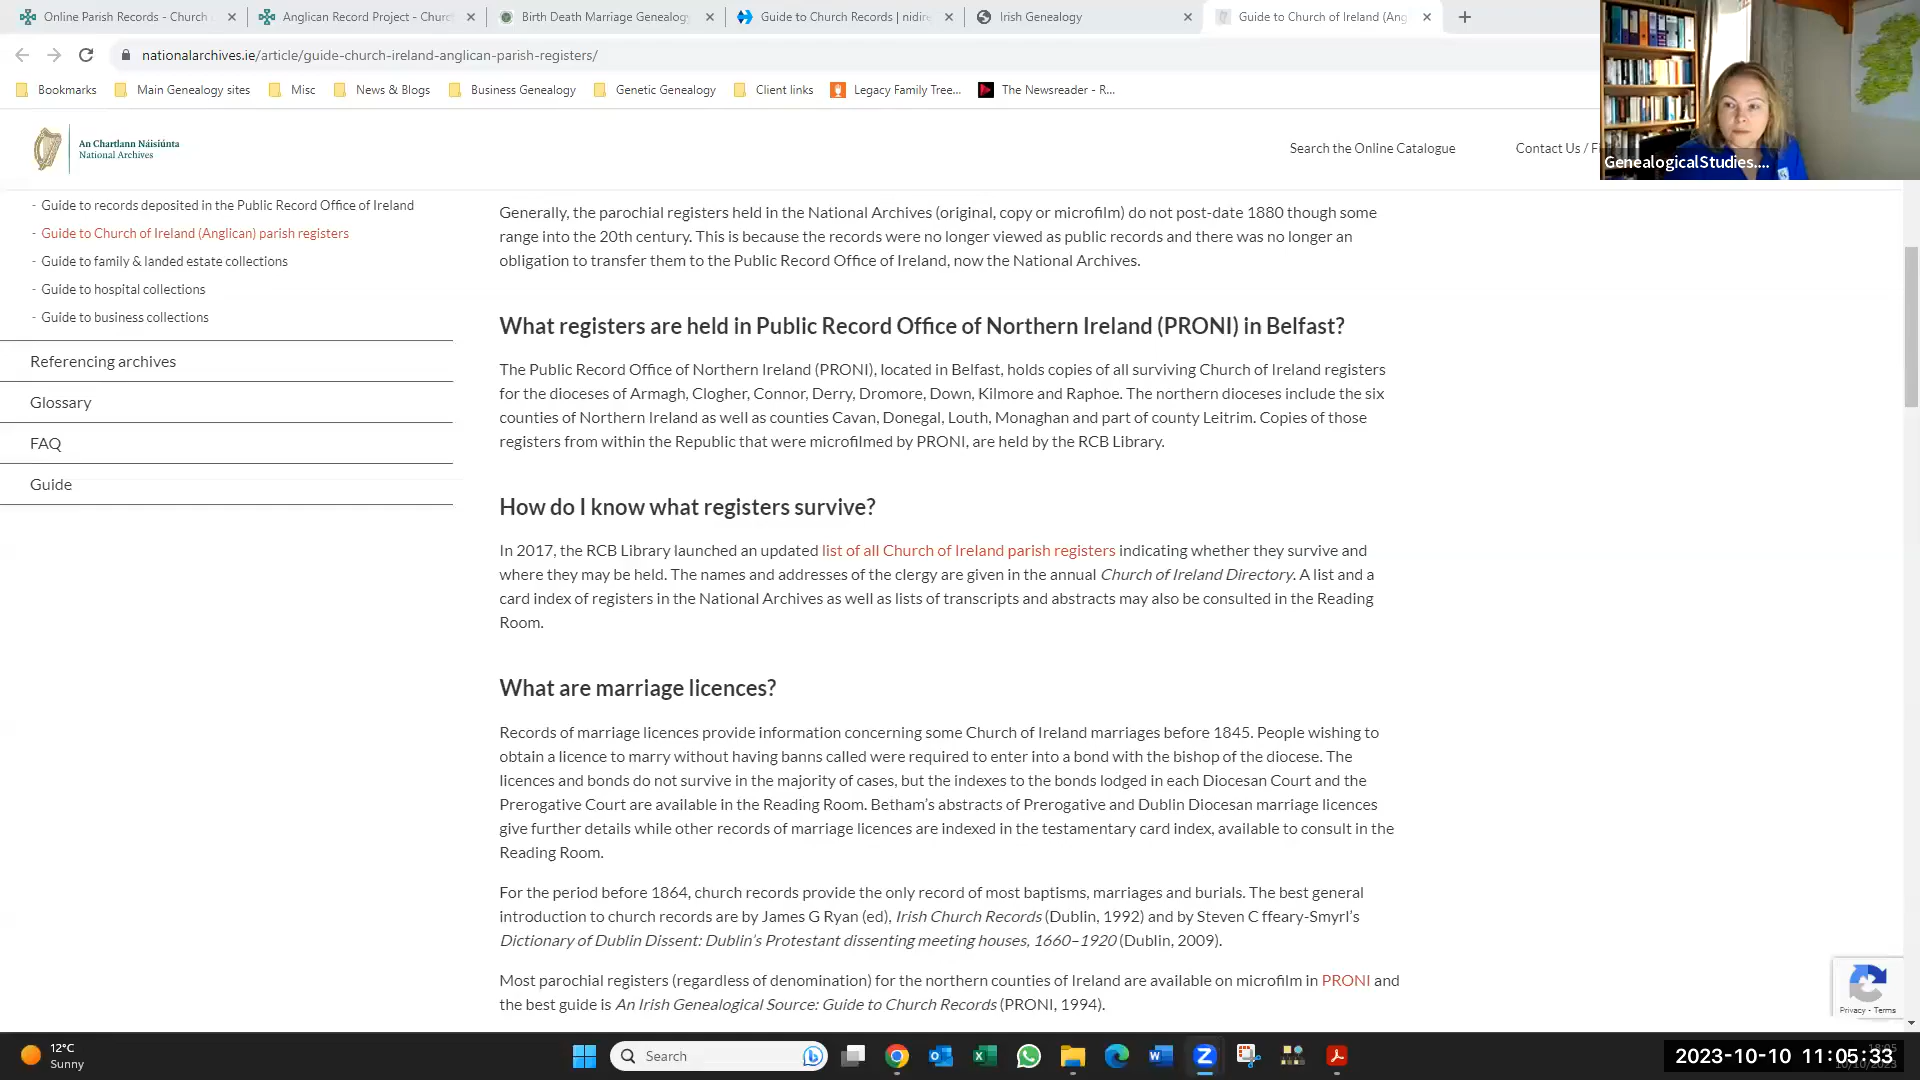 Online Parish Records - Church
Anglican Record Project - Churc
Birth Death Marriage Genealog
Guide to Church Records | nidire
Irish Genealogy
Guide to Church of Ireland (Ang
nationalarchives.ie/article/guide-church-ireland-anglican-parish-registers/
Bookmarks
Main Genealogy sites
Misc
News & Blogs
Business Genealogy
Genetic Genealogy
Client links
Legacy Family Tree...
The Newsreader - R...
An Chartlann Náisiúnta
National Archives
Search the Online Catalogue
Contact Us / F
GenealogicalStudies....
- Guide to records deposited in the Public Record Office of Ireland
- Guide to Church of Ireland (Anglican) parish registers
- Guide to family & landed estate collections
- Guide to hospital collections
- Guide to business collections
Referencing archives
Glossary
FAQ
Guide
Generally, the parochial registers held in the National Archives (original, copy or microfilm) do not post-date 1880 though some
range into the 20th century. This is because the records were no longer viewed as public records and there was no longer an
obligation to transfer them to the Public Record Office of Ireland, now the National Archives.
What registers are held in Public Record Office of Northern Ireland (PRONI) in Belfast?
The Public Record Office of Northern Ireland (PRONI), located in Belfast, holds copies of all surviving Church of Ireland registers
for the dioceses of Armagh, Clogher, Connor, Derry, Dromore, Down, Kilmore and Raphoe. The northern dioceses include the six
counties of Northern Ireland as well as counties Cavan, Donegal, Louth, Monaghan and part of county Leitrim. Copies of those
registers from within the Republic that were microfilmed by PRONI, are held by the RCB Library.
How do I know what registers survive?
In 2017, the RCB Library launched an updated list of all Church of Ireland parish registers indicating whether they survive and
where they may be held. The names and addresses of the clergy are given in the annual Church of Ireland Directory. A list and a
card index of registers in the National Archives as well as lists of transcripts and abstracts may also be consulted in the Reading
Room.
What are marriage licences?
Records of marriage licences provide information concerning some Church of Ireland marriages before 1845. People wishing to
obtain a licence to marry without having banns called were required to enter into a bond with the bishop of the diocese. The
licences and bonds do not survive in the majority of cases, but the indexes to the bonds lodged in each Diocesan Court and the
Prerogative Court are available in the Reading Room. Betham's abstracts of Prerogative and Dublin Diocesan marriage licences
give further details while other records of marriage licences are indexed in the testamentary card index, available to consult in the
Reading Room.
For the period before 1864, church records provide the only record of most baptisms, marriages and burials. The best general
introduction to church records are by James G Ryan (ed), Irish Church Records (Dublin, 1992) and by Steven C ffeary-Smyrl's
Dictionary of Dublin Dissent: Dublin's Protestant dissenting meeting houses, 1660–1920 (Dublin, 2009).
Most parochial registers (regardless of denomination) for the northern counties of Ireland are available on microfilm in PRONI and
the best guide is An Irish Genealogical Source: Guide to Church Records (PRONI, 1994).
Privacy - Terms
12°C
Sunny
Search
2023-10-10 11:05:33